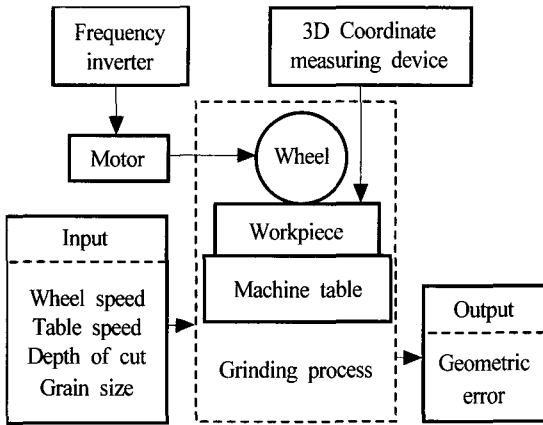 Frequency
inverter
3D Coordinate
measuring device
Motor
Wheel
Workpiece
Machine table
Input
Wheel speed
Table speed
Depth of cut
Grain size
Grinding process
Output
Geometric
error